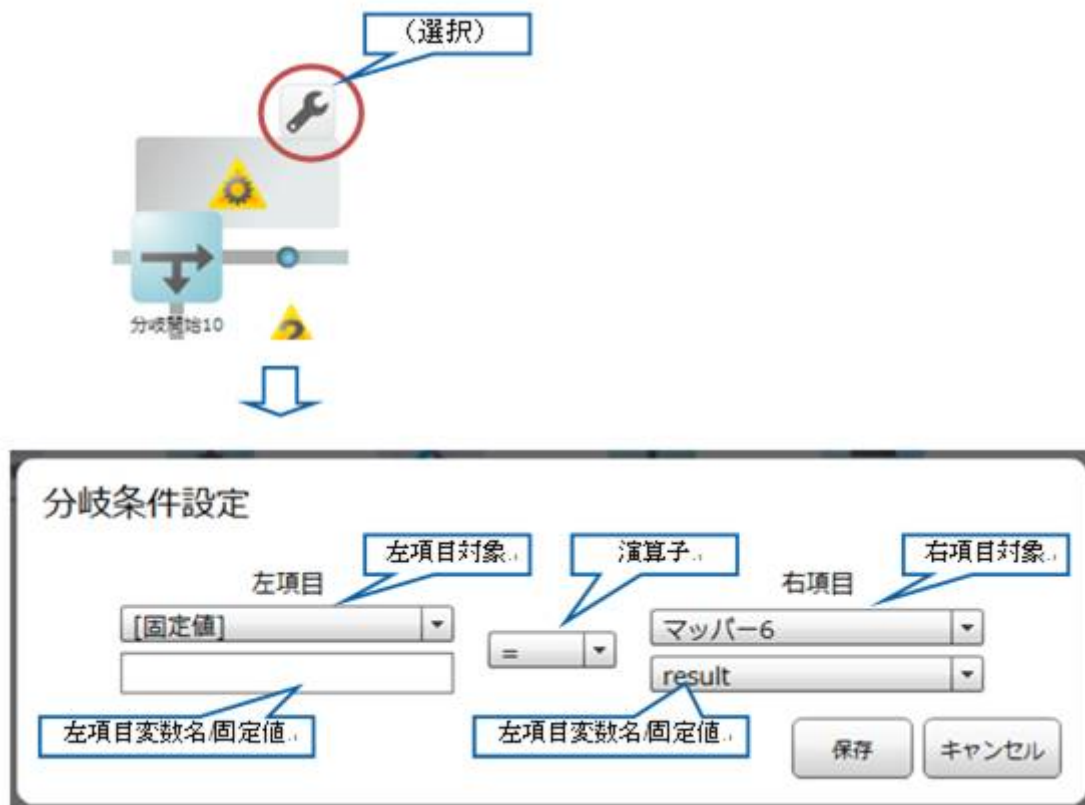 （選択）
分岐開始10
?
分岐条件設定
左項目対象
演算子
右項目対象
左項目
右項目
[固定値]
=
マッパー6
result
左項目変数名/固定値
左項目変数名/固定値
保存
キャンセル